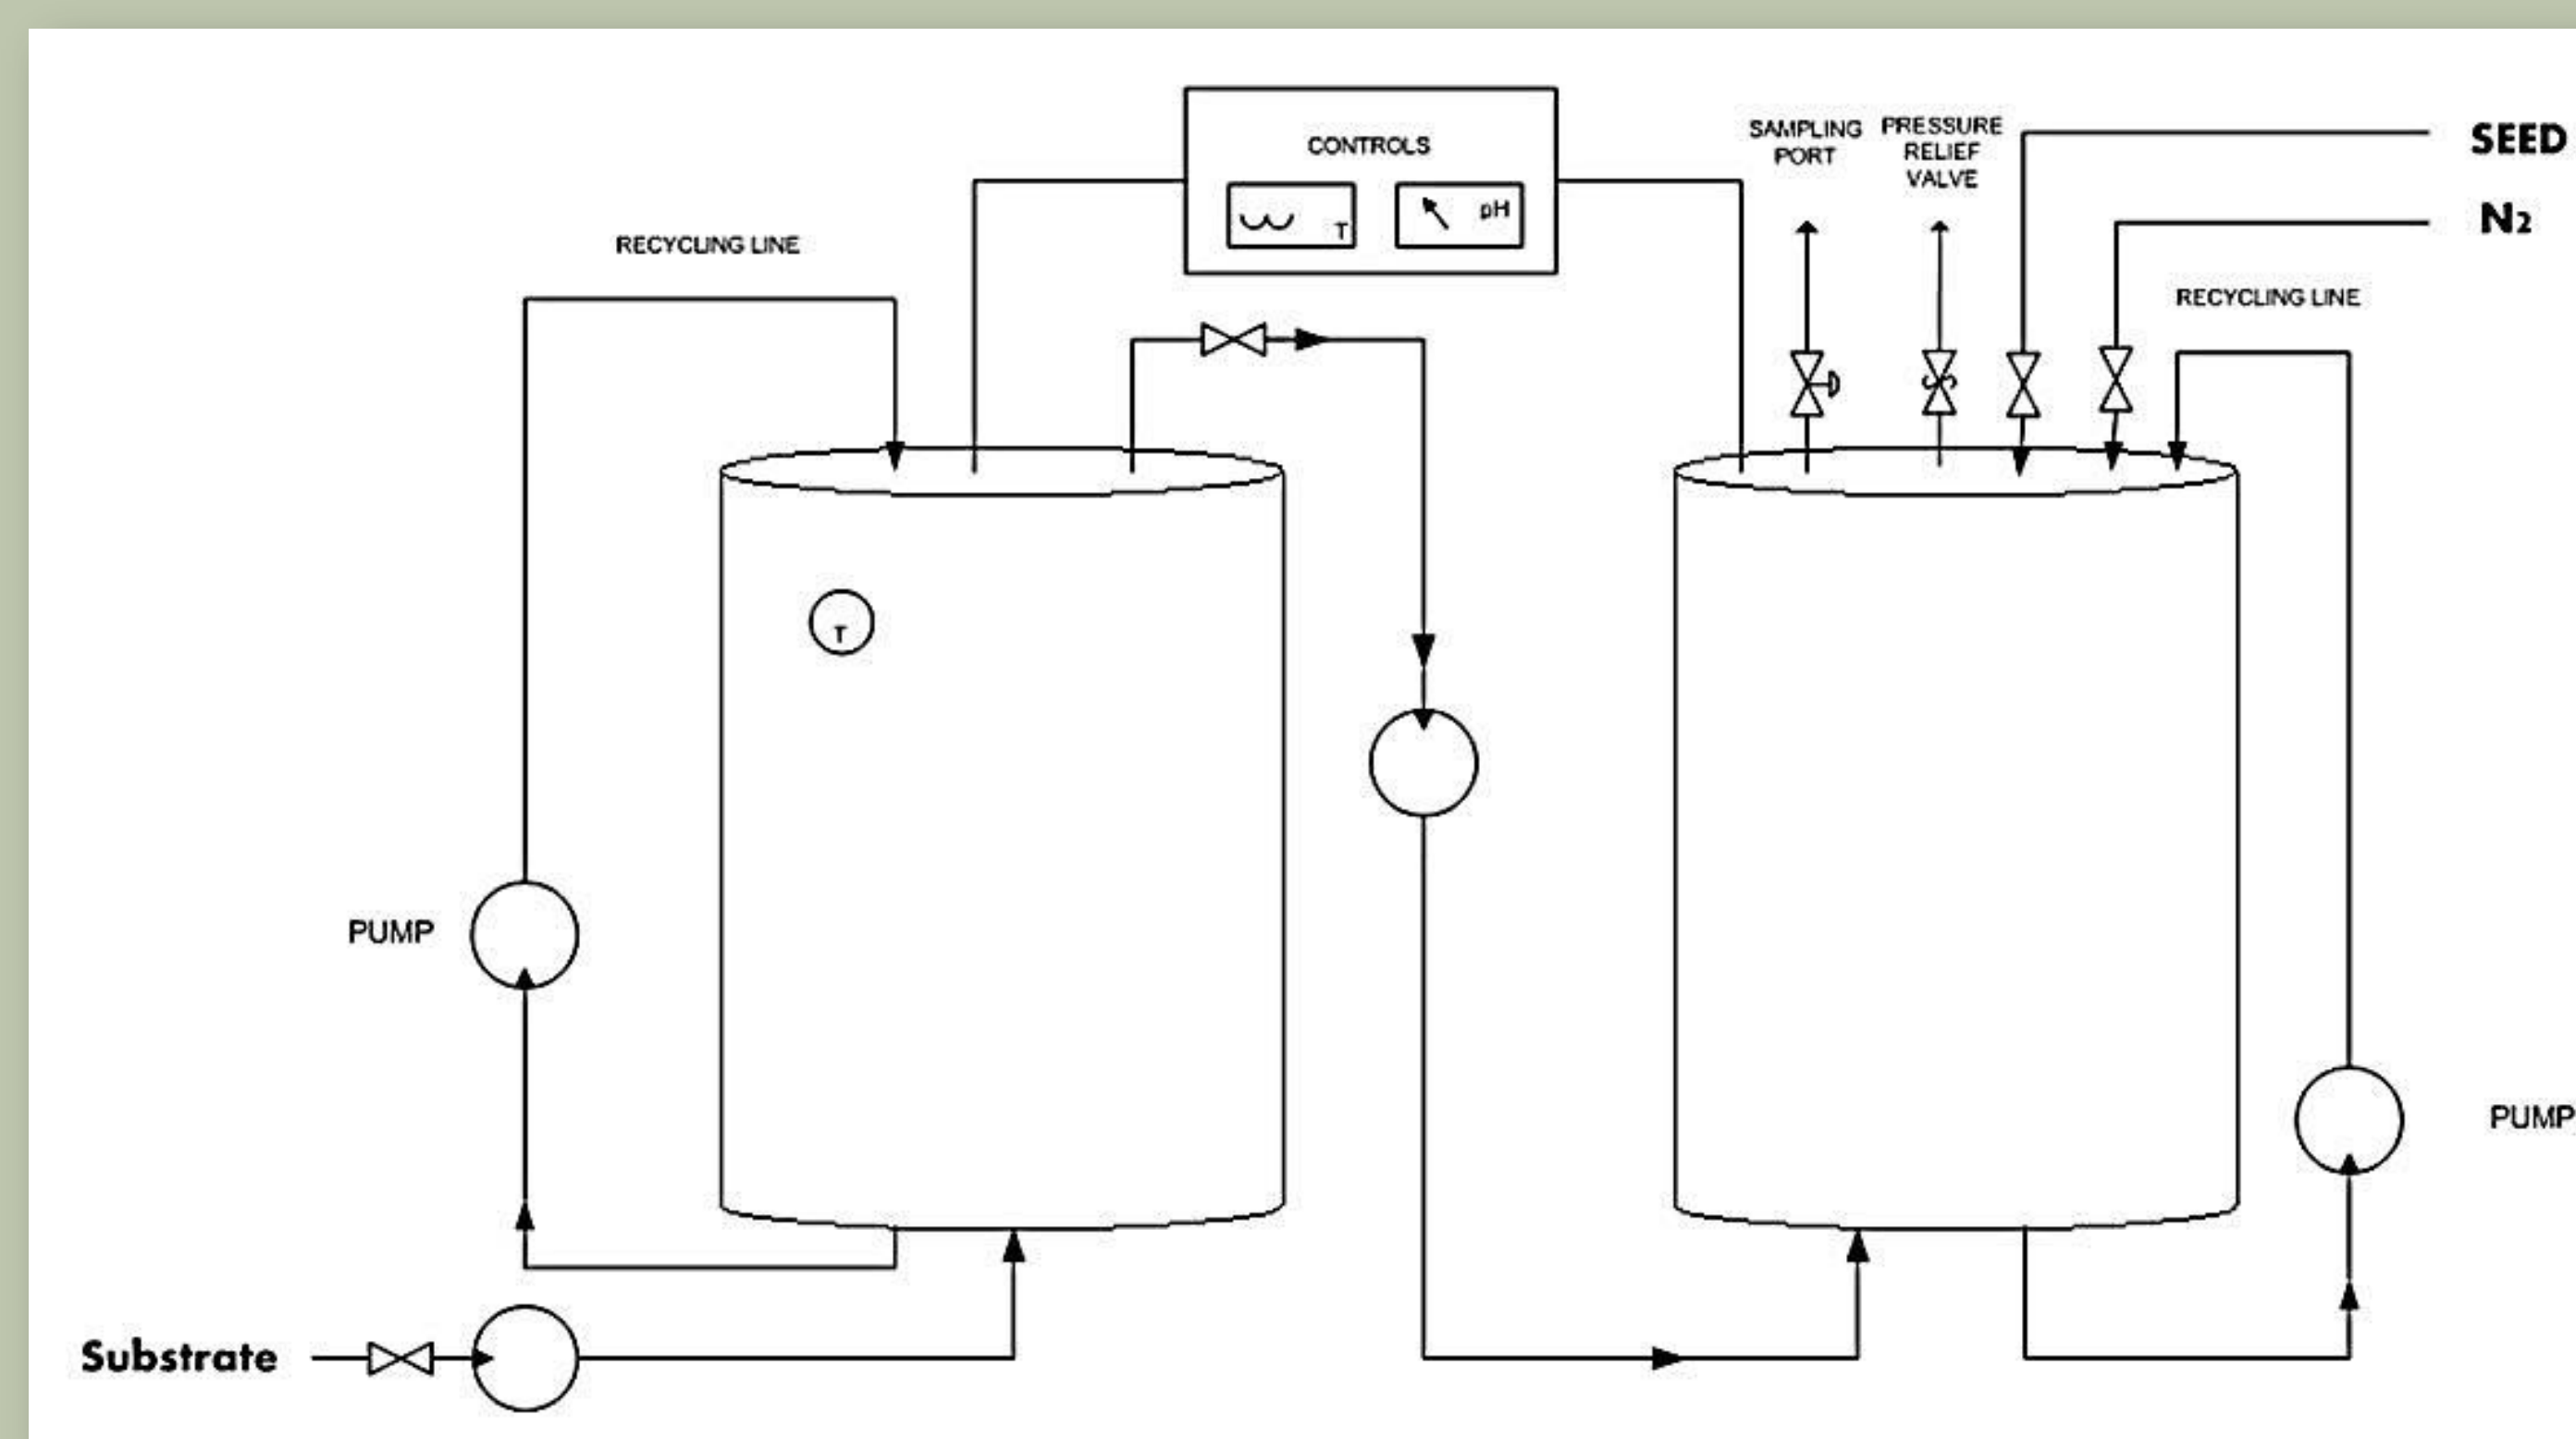 CONTROLS
T
pH
SAMPLING
PORT
PRESSURE
RELIEF
VALVE
SEED
N2
RECYCLING LINE
RECYCLING LINE
T
PUMP
PUMP
Substrate